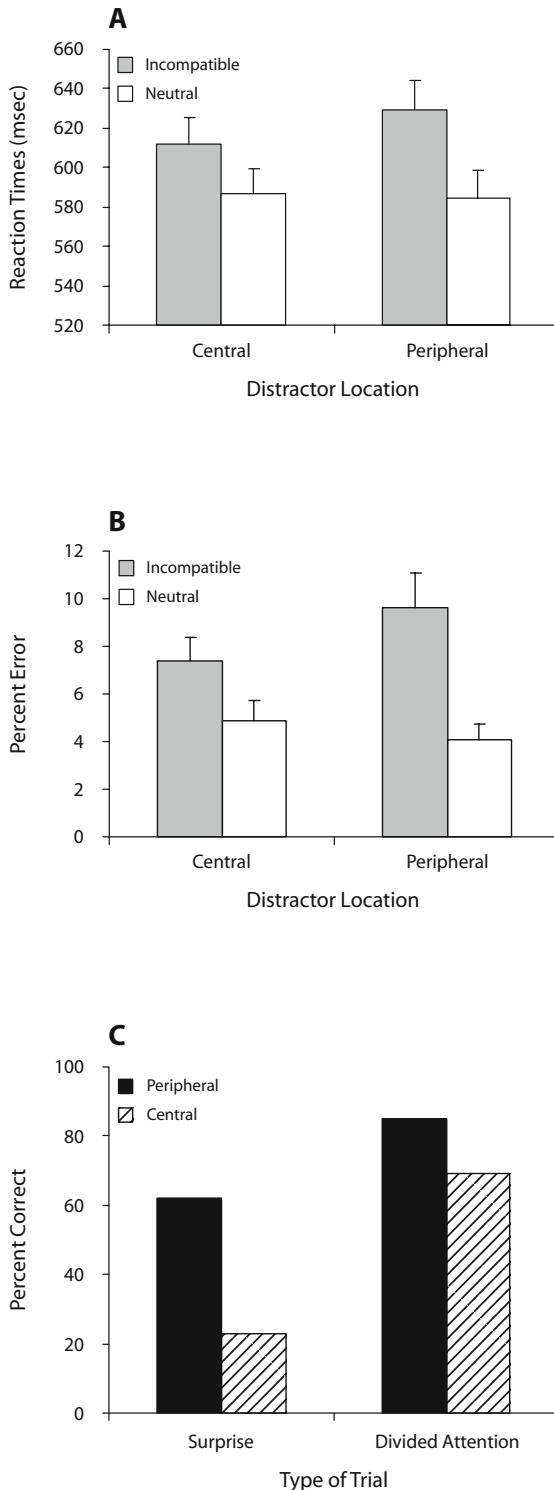 A
660
640
620
600
580
560
540
520
Reaction Times (msec)
Incompatible
Neutral
Central Peripheral
Distractor Location
B
12
10
8
6
4
2
0
Percent Error
Incompatible
Neutral
Central Peripheral
Distractor Location
C
100
80
60
40
20
0
Percent Correct
Peripheral
Central
Surprise Divided Attention
Type of Trial